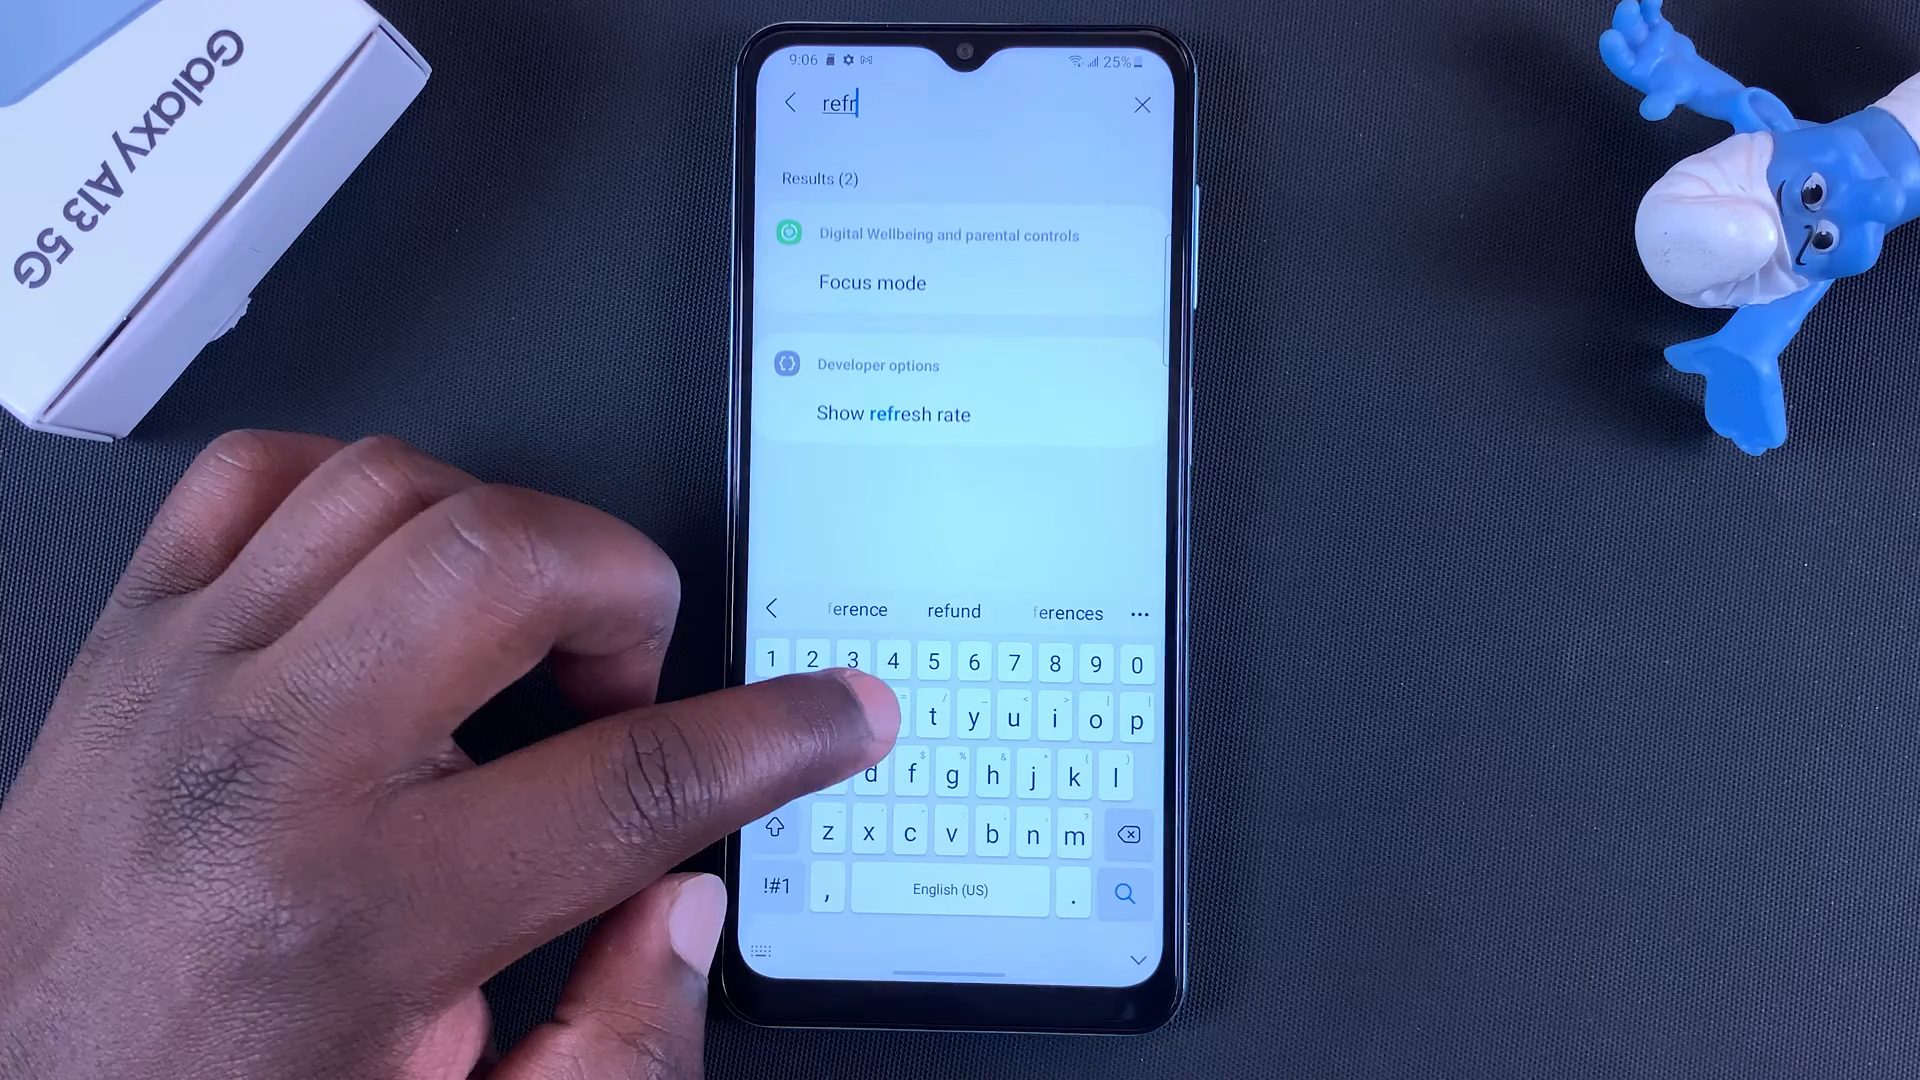 Galaxy A13 5G
9:06 25%
refr
Results (2)
Digital Wellbeing and parental controls
Focus mode
Developer options
Show refresh rate
ference refund ferences
1 2 3 4 5 6 7 8 9 0
t y u i o p
d f g h j k l
z x c v b n m
!#1 , English (US) .